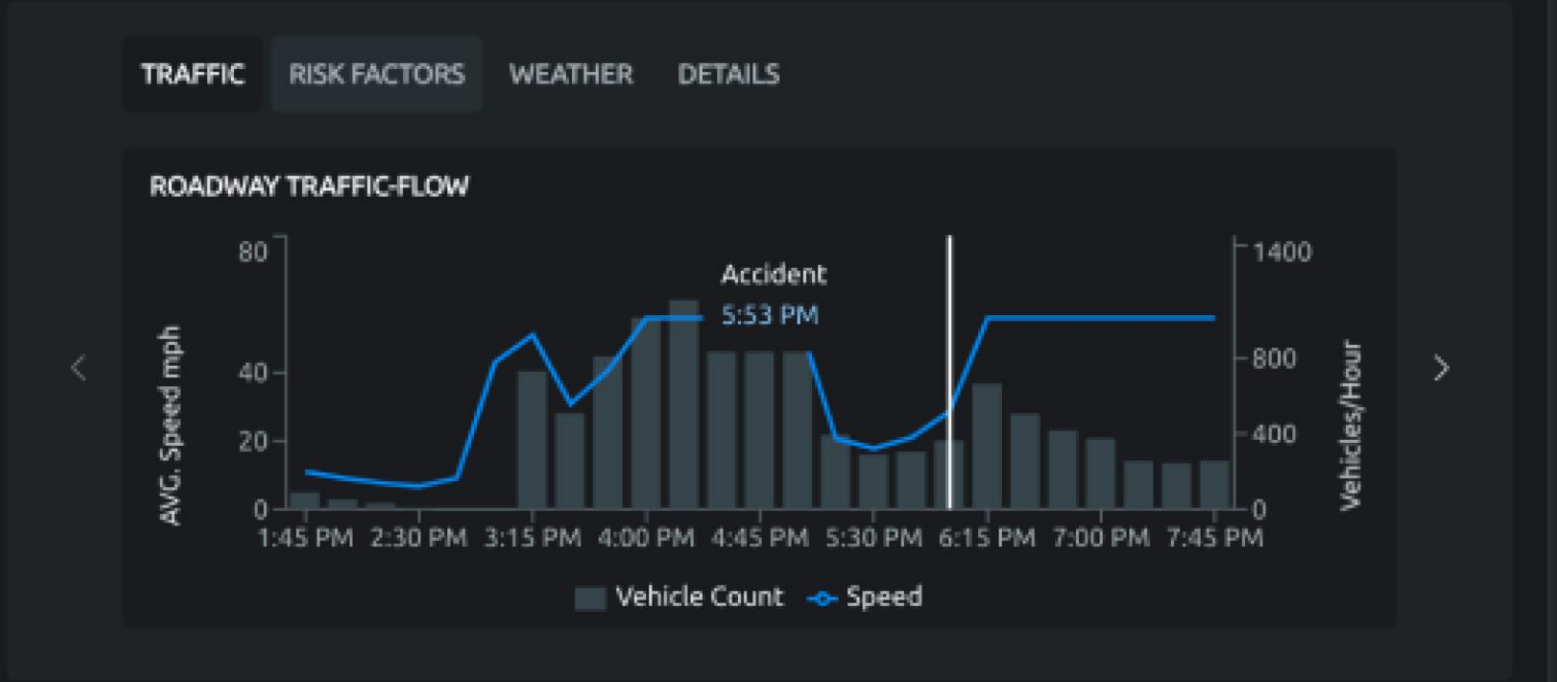 TRAFFIC RISK FACTORS WEATHER DETAILS
ROADWAY TRAFFIC-FLOW
80 1400
Accident
5:53 PM
40 800
20 400
0 0
AVG. Speed mph
Vehicles/Hour
1:45 PM 2:30 PM 3:15 PM 4:00 PM 4:45 PM 5:30 PM 6:15 PM 7:00 PM 7:45 PM
Vehicle Count Speed